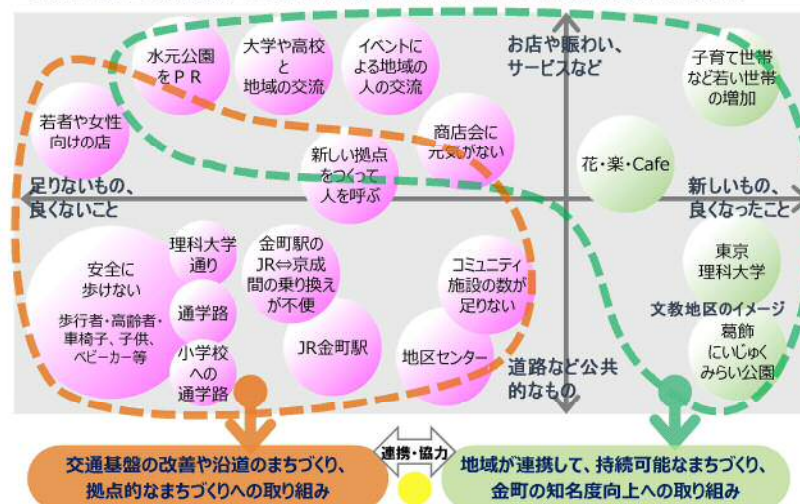 水元公園
をＰＲ
大学や高校
と
地域の交流
イベントに
よる地域の
人の交流
お店や賑わい、
サービスなど
子育て世帯
など若い世帯
の増加
若者や女性
向けの店
新しい拠点
をつくって
人を呼ぶ
商店会に
元気がない
花・楽・Cafe
足りないもの、
良くないこと
新しいもの、
良くなったこと
安全に
歩けない
歩行者・高齢者・
車椅子、子供、
ベビーカー等
理科大学
通り
通学路
小学校
への
通学路
金町駅の
JR⇔京成
間の乗り換え
が不便
JR金町駅
コミュニティ
施設の数が
足りない
地区センター
道路など公共
的なもの
東京
理科大学
文教地区のイメージ
葛飾
にいじゅく
みらい公園
交通基盤の改善や沿道のまちづくり、
拠点的なまちづくりへの取り組み
連携・協力
地域が連携して、持続可能なまちづくり、
金町の知名度向上への取り組み